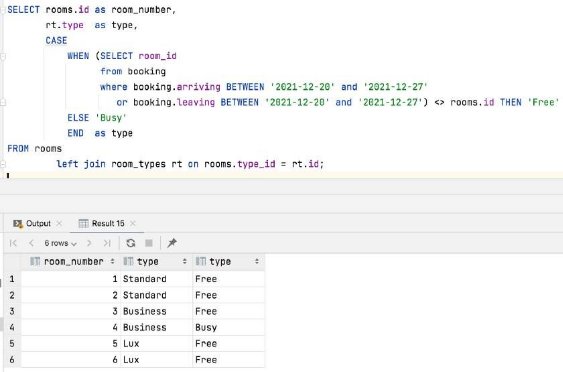 SELECT rooms.id as room_number,
rt.type as type,
CASE
WHEN (SELECT room_id
from booking
where booking.arriving BETWEEN '2021-12-20' and '2021-12-27'
or booking.leaving BETWEEN '2021-12-20' and '2021-12-27') <> rooms.id THEN 'Free'
ELSE 'Busy'
END as type
FROM rooms
left join room_types rt on rooms.type_id = rt.id;
Output Result 15
6 rows
room_number type type
1 1 Standard Free
2 2 Standard Free
3 3 Business Free
4 4 Business Busy
5 5 Lux Free
6 6 Lux Free